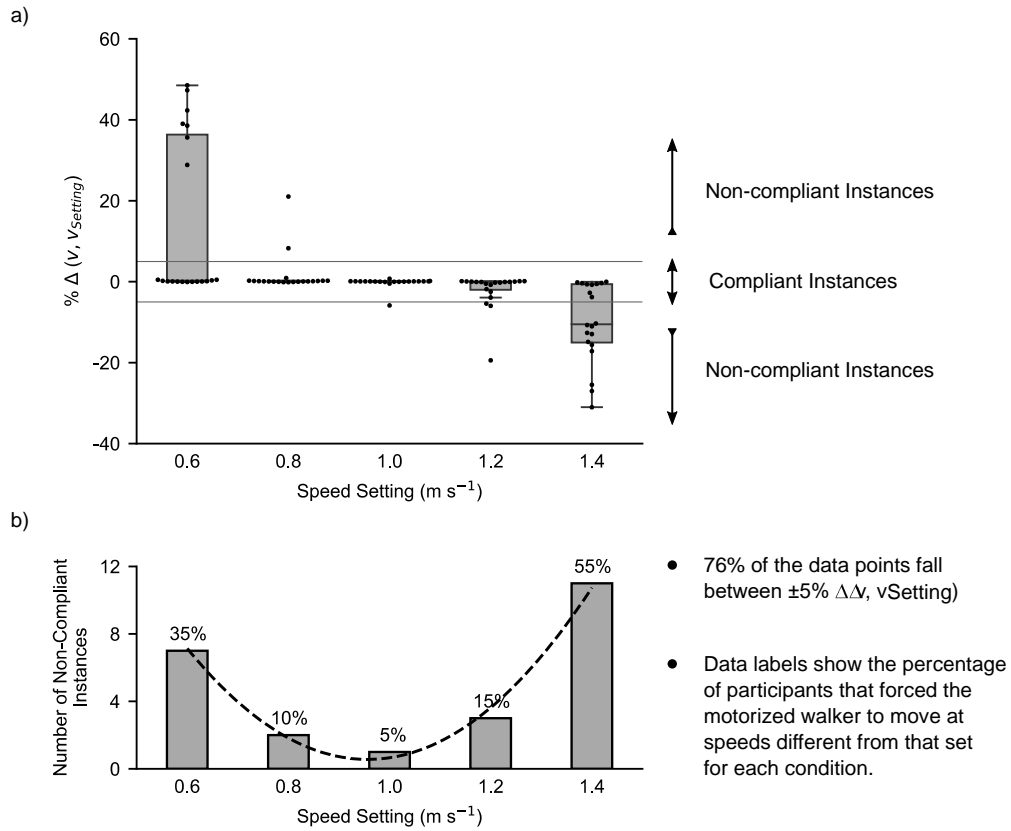 a)
60
40
20
0
-20
-40
% Δ (v, vsetting)
0.6 0.8 1.0 1.2 1.4
Speed Setting (m s⁻¹)
Non-compliant Instances
Compliant Instances
Non-compliant Instances
b)
12
8
4
0
Number of Non-Compliant
Instances
35%
10%
5%
15%
55%
0.6 0.8 1.0 1.2 1.4
Speed Setting (m s⁻¹)
● 76% of the data points fall
between ±5% ΔΔv, vSetting)
● Data labels show the percentage
of participants that forced the
motorized walker to move at
speeds different from that set
for each condition.